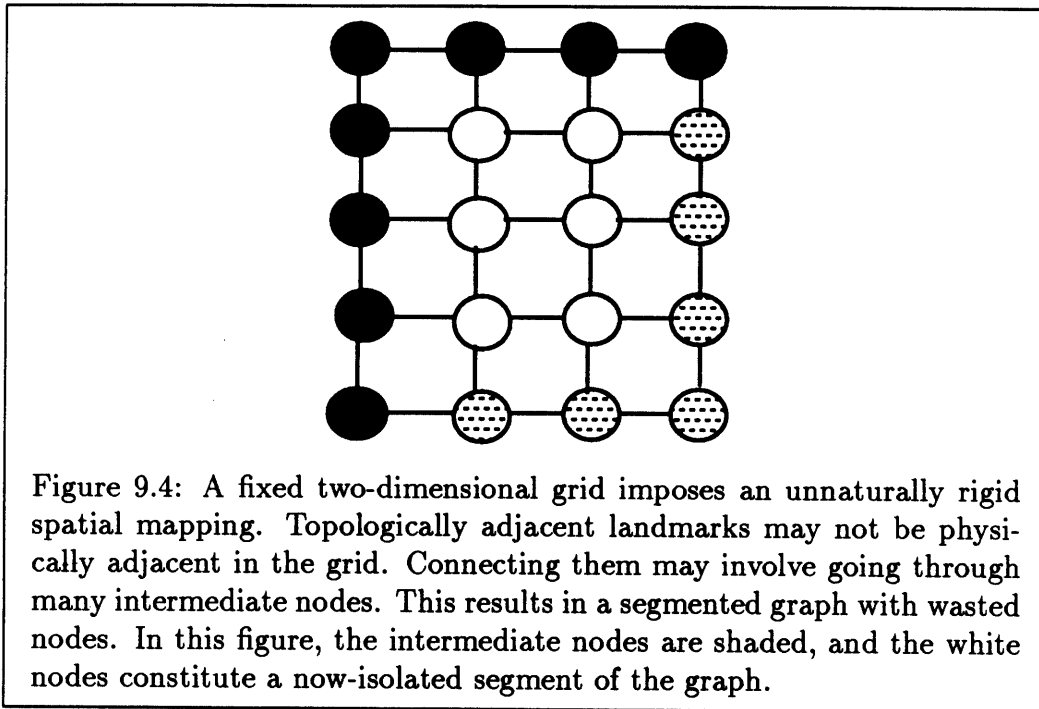 Figure 9.4: A fixed two-dimensional grid imposes an unnaturally rigid
spatial mapping. Topologically adjacent landmarks may not be physi-
cally adjacent in the grid. Connecting them may involve going through
many intermediate nodes. This results in a segmented graph with wasted
nodes. In this figure, the intermediate nodes are shaded, and the white
nodes constitute a now-isolated segment of the graph.